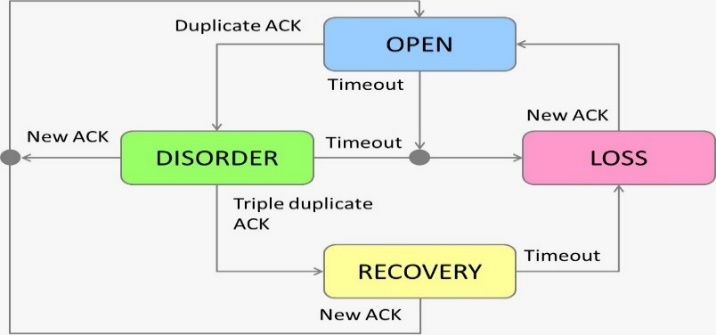 Duplicate ACK
OPEN
Timeout
New ACK
New ACK
DISORDER
Timeout
LOSS
Triple duplicate
ACK
RECOVERY
Timeout
New ACK